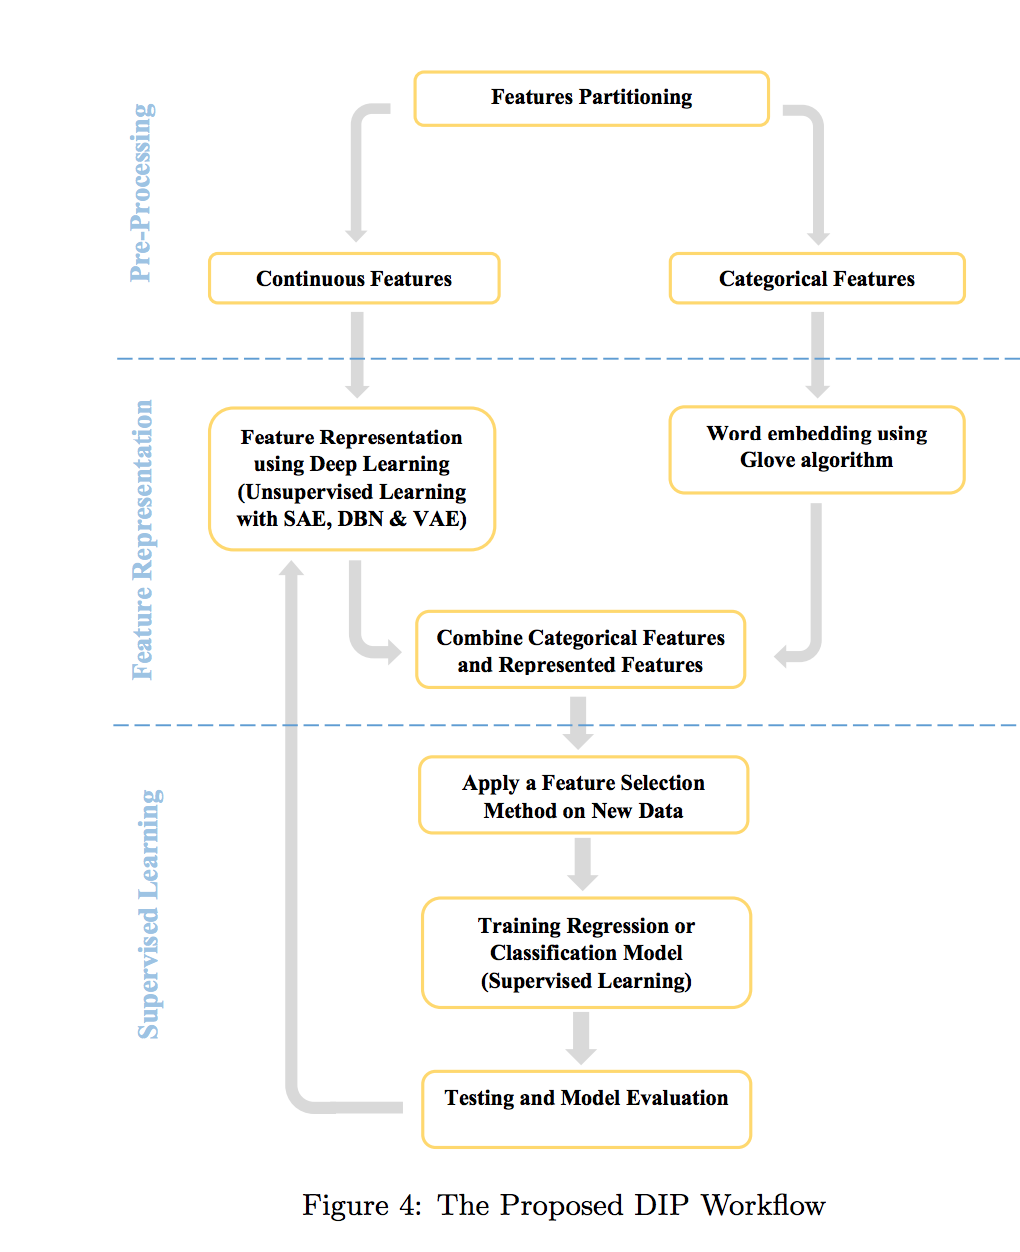 Pre-Processing
Features Partitioning
Continuous Features
Categorical Features
Feature Representation
Feature Representation
using Deep Learning
(Unsupervised Learning
with SAE, DBN & VAE)
Word embedding using
Glove algorithm
Combine Categorical Features
and Represented Features
Supervised Learning
Apply a Feature Selection
Method on New Data
Training Regression or
Classification Model
(Supervised Learning)
Testing and Model Evaluation
Figure 4: The Proposed DIP Workflow